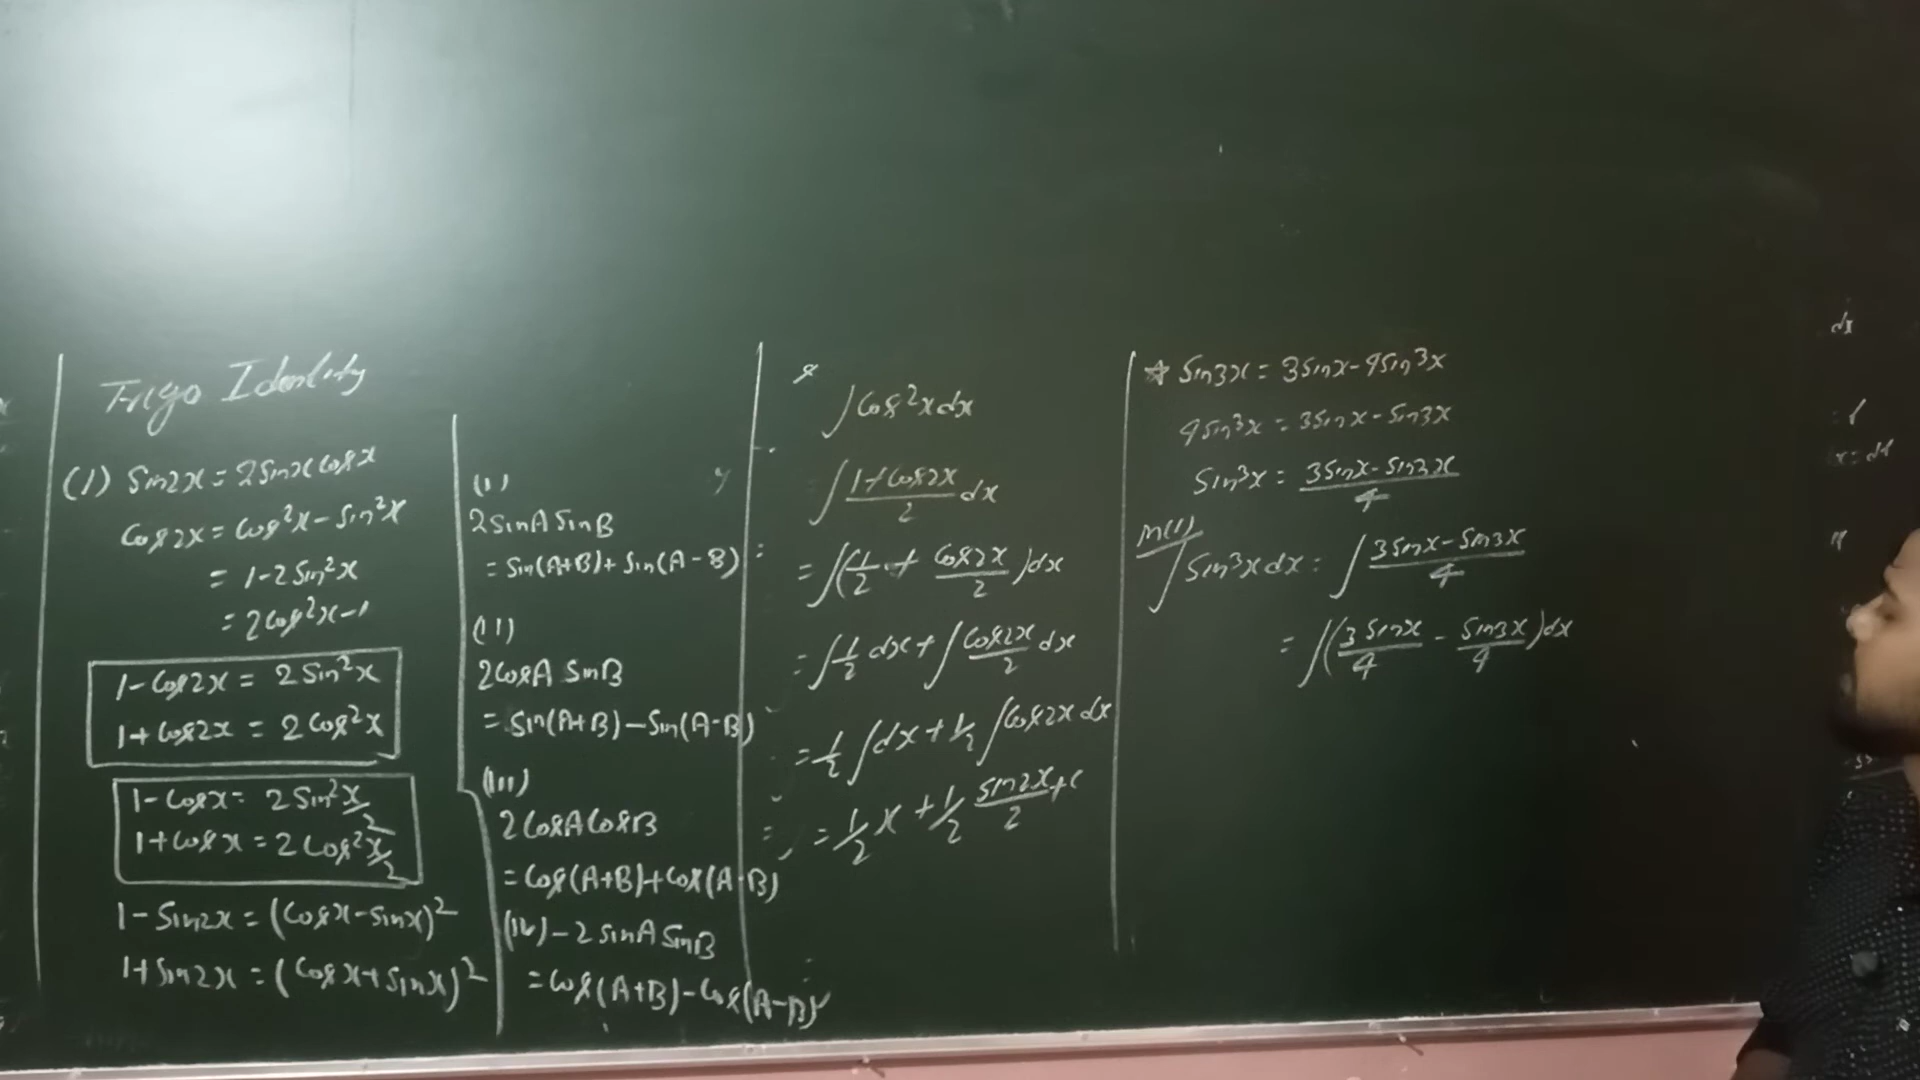 Trigo Identity
(1) Sin2x = 2sinx cosx
Cos2x = cos²x - sin²x
= 1-2sin²x
= 2cos²x-1
1-cos2x = 2sin²x
1+cos2x = 2cos²x
1-cosx = 2sin²x/2
1+cosx = 2cos²x/2
1-sin2x = (cosx-sinx)²
1+sin2x = (cosx+sinx)²
(i)
2sinA sinB
= sin(A+B)+sin(A-B)
(ii)
2cosA sinB
= sin(A+B)-sin(A-B)
(iii)
2cosAcosB
= cos(A+B)+cos(A-B)
(iv) -2sinA sinB
= cos(A+B)-cos(A-B)
∫cos²x dx
∫(1+cos2x)/2 dx
= ∫(1/2 + cos2x/2)dx
= ∫1/2 dx + ∫cos2x/2 dx
= 1/2 ∫dx + 1/2 ∫cos2x dx
= 1/2 x + 1/2 sin2x/2 + c
☆ Sin3x = 3sinx-4sin³x
4sin³x = 3sinx-sin3x
sin³x = (3sinx-sin3x)/4
m(1)
∫sin³x dx = ∫(3sinx-sin3x)/4
= ∫(3sinx/4 - sin3x/4)dx
dx
x=dx